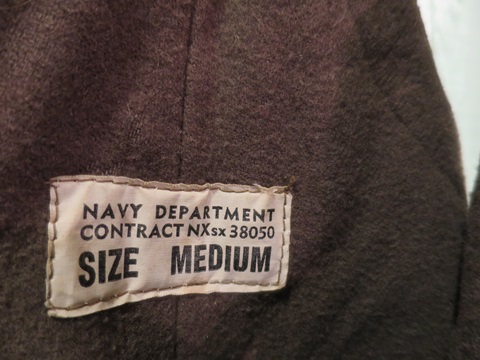 NAVY DEPARTMENT
CONTRACT NXsx 38050
SIZE MEDIUM